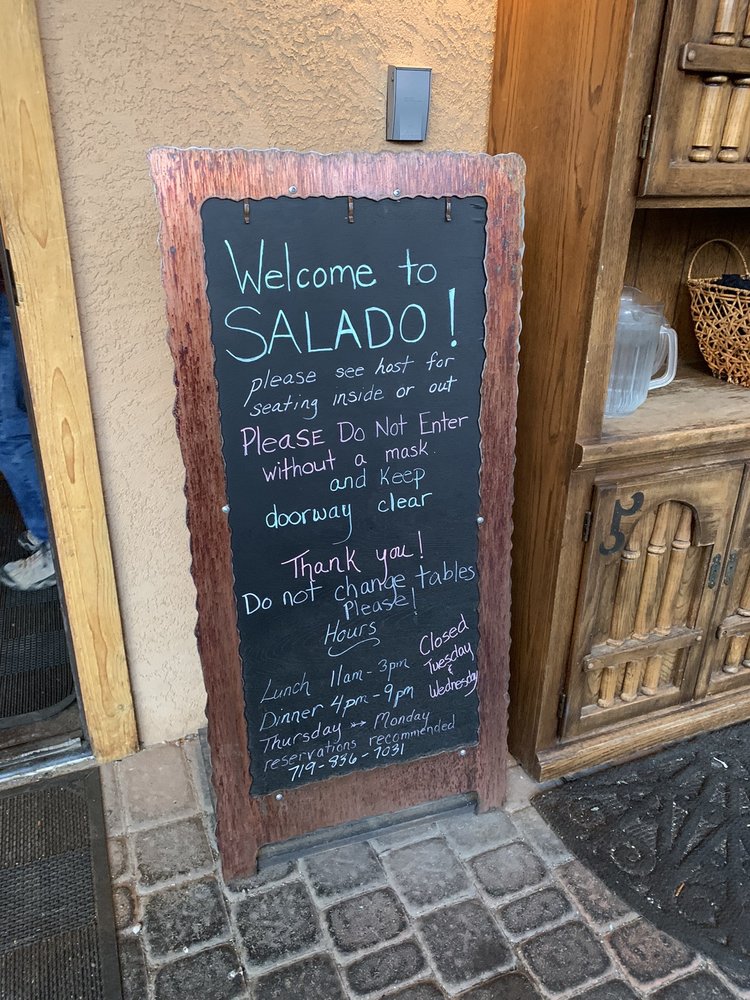 Welcome to
SALADO!
please see host for
seating inside or out
Please Do Not Enter
without a mask.
and Keep
doorway clear
Thank you!
Do not change tables
Please!
Hours
Lunch 11am - 3pm
Dinner 4pm - 9pm
Thursday ↔ Monday
reservations recommended
719-836-7031
Closed
Tuesday
&
Wednesday
5